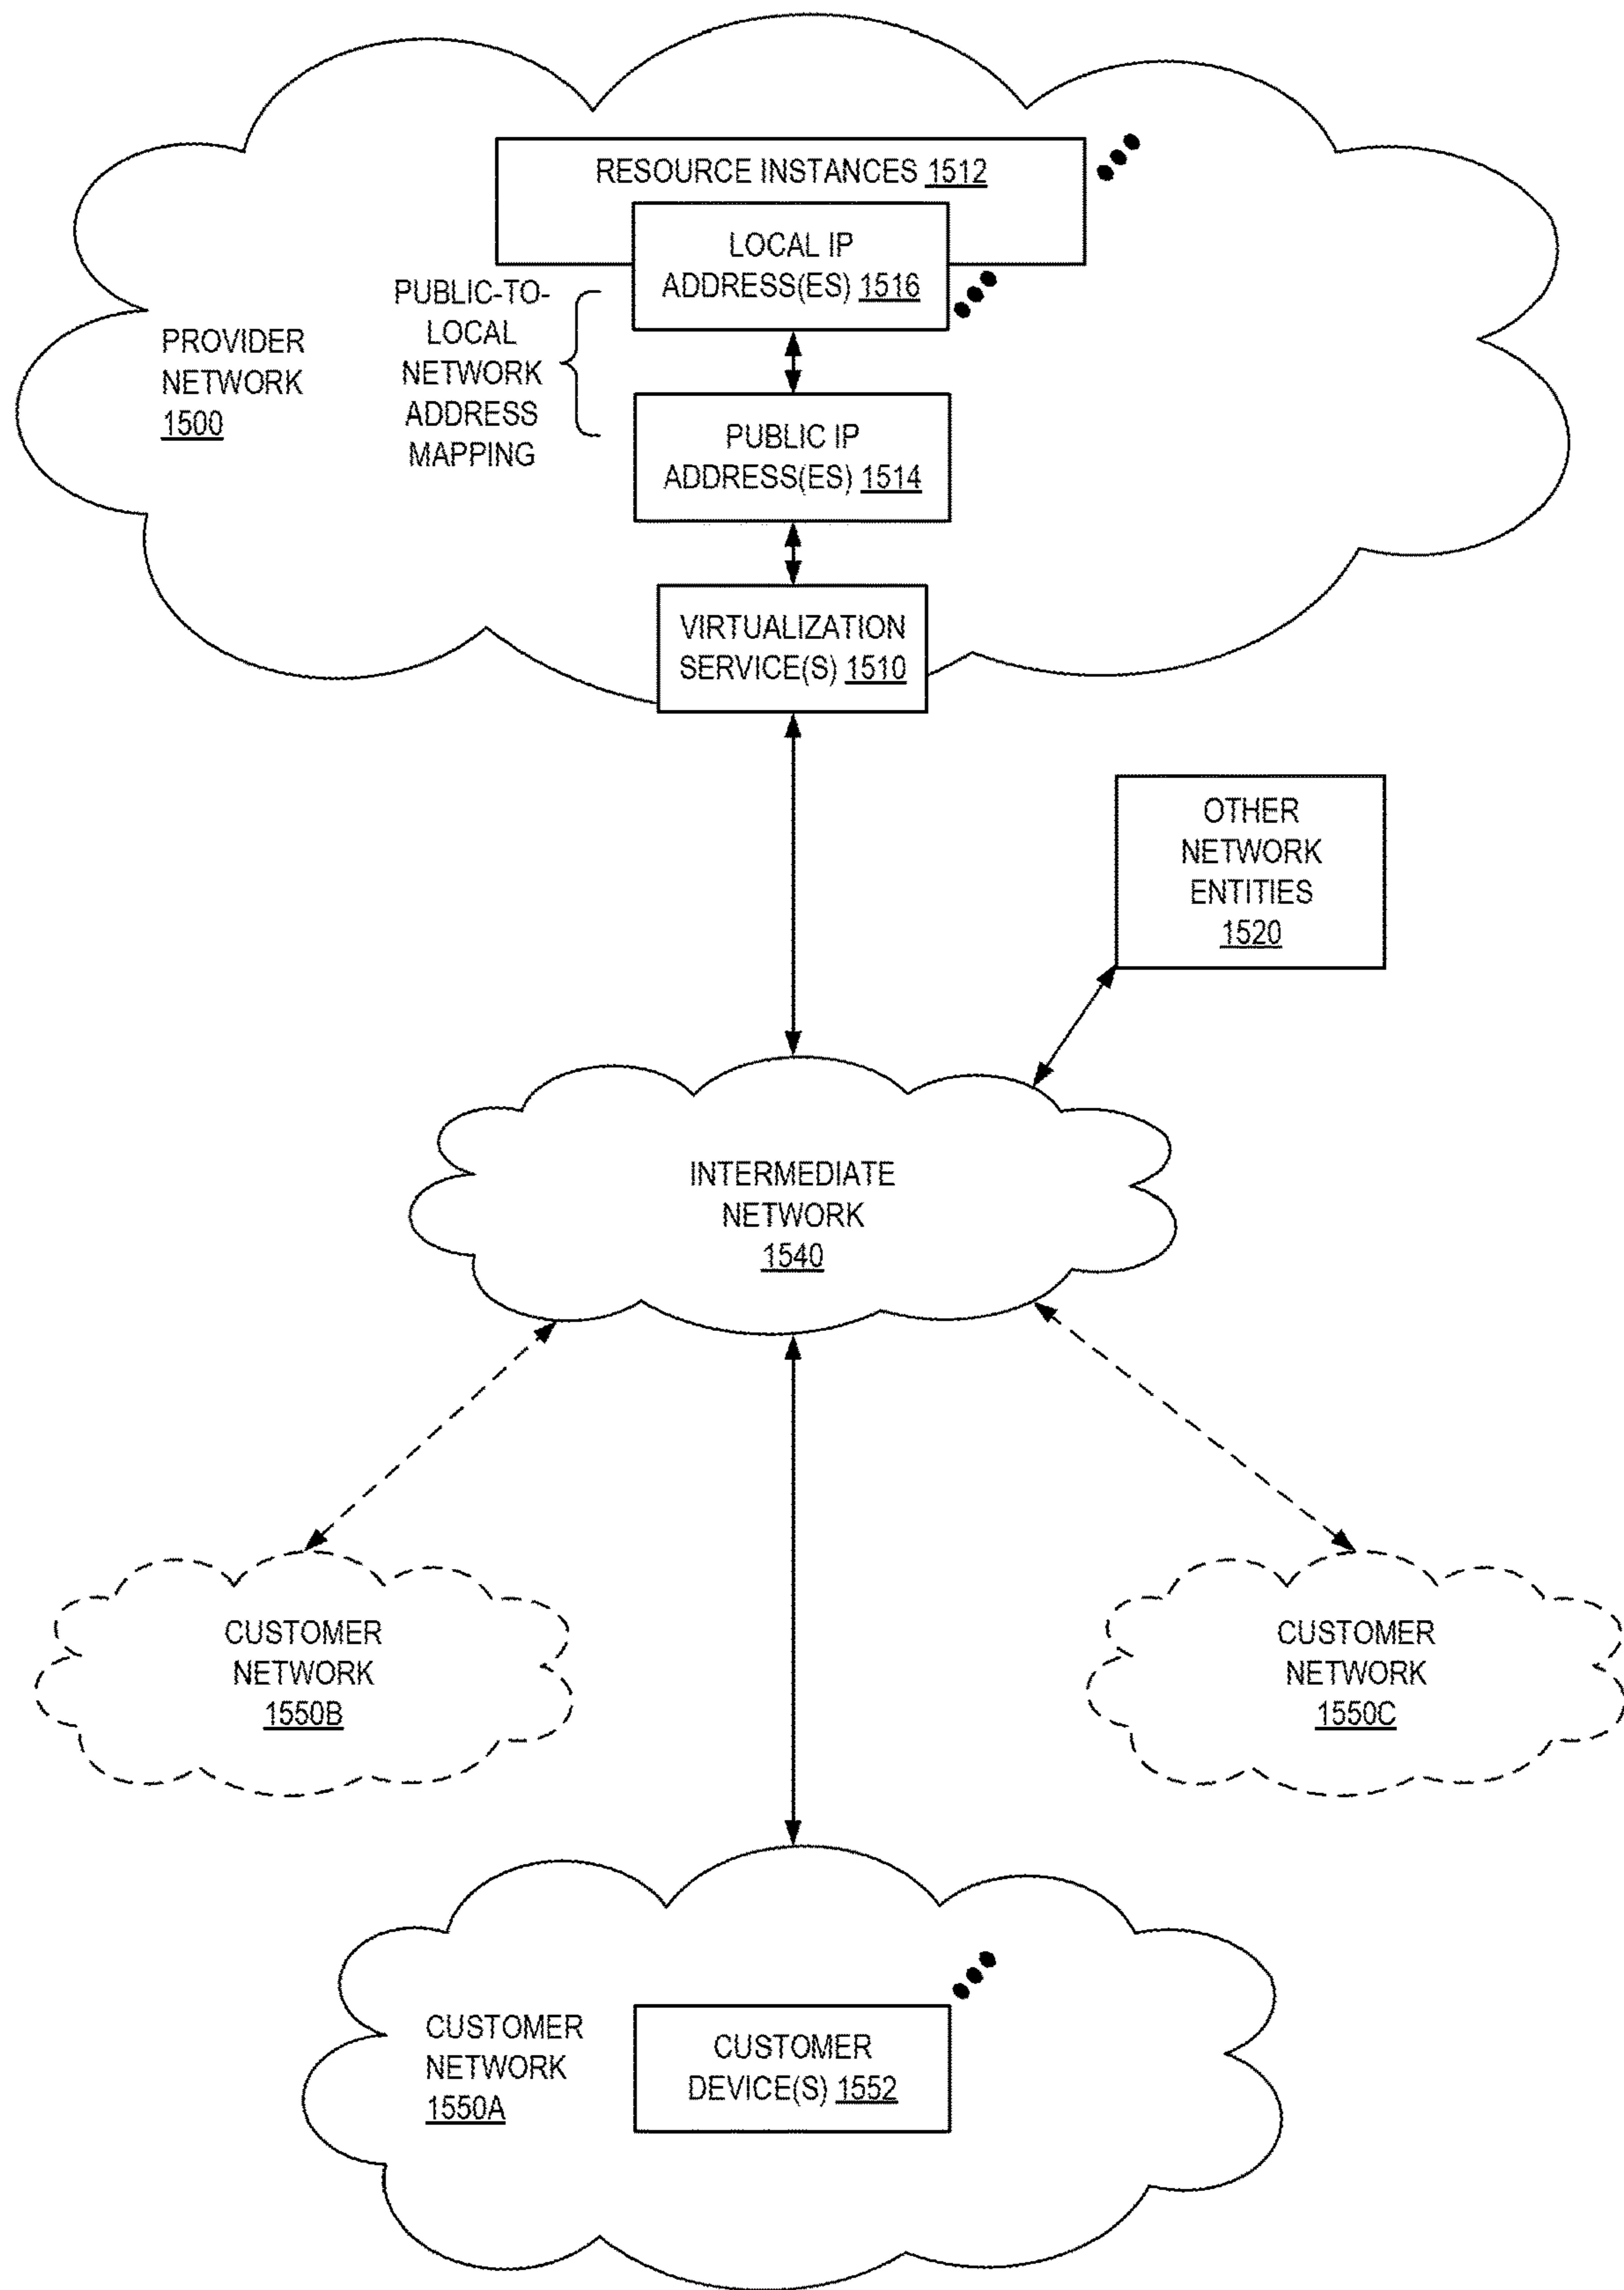 RESOURCE INSTANCES 1512
LOCAL IP
ADDRESS(ES) 1516
PUBLIC-TO-
LOCAL
NETWORK
ADDRESS
MAPPING
PROVIDER
NETWORK
1500
PUBLIC IP
ADDRESS(ES) 1514
VIRTUALIZATION
SERVICE(S) 1510
OTHER
NETWORK
ENTITIES
1520
INTERMEDIATE
NETWORK
1540
CUSTOMER
NETWORK
1550B
CUSTOMER
NETWORK
1550C
CUSTOMER
NETWORK
1550A
CUSTOMER
DEVICE(S) 1552